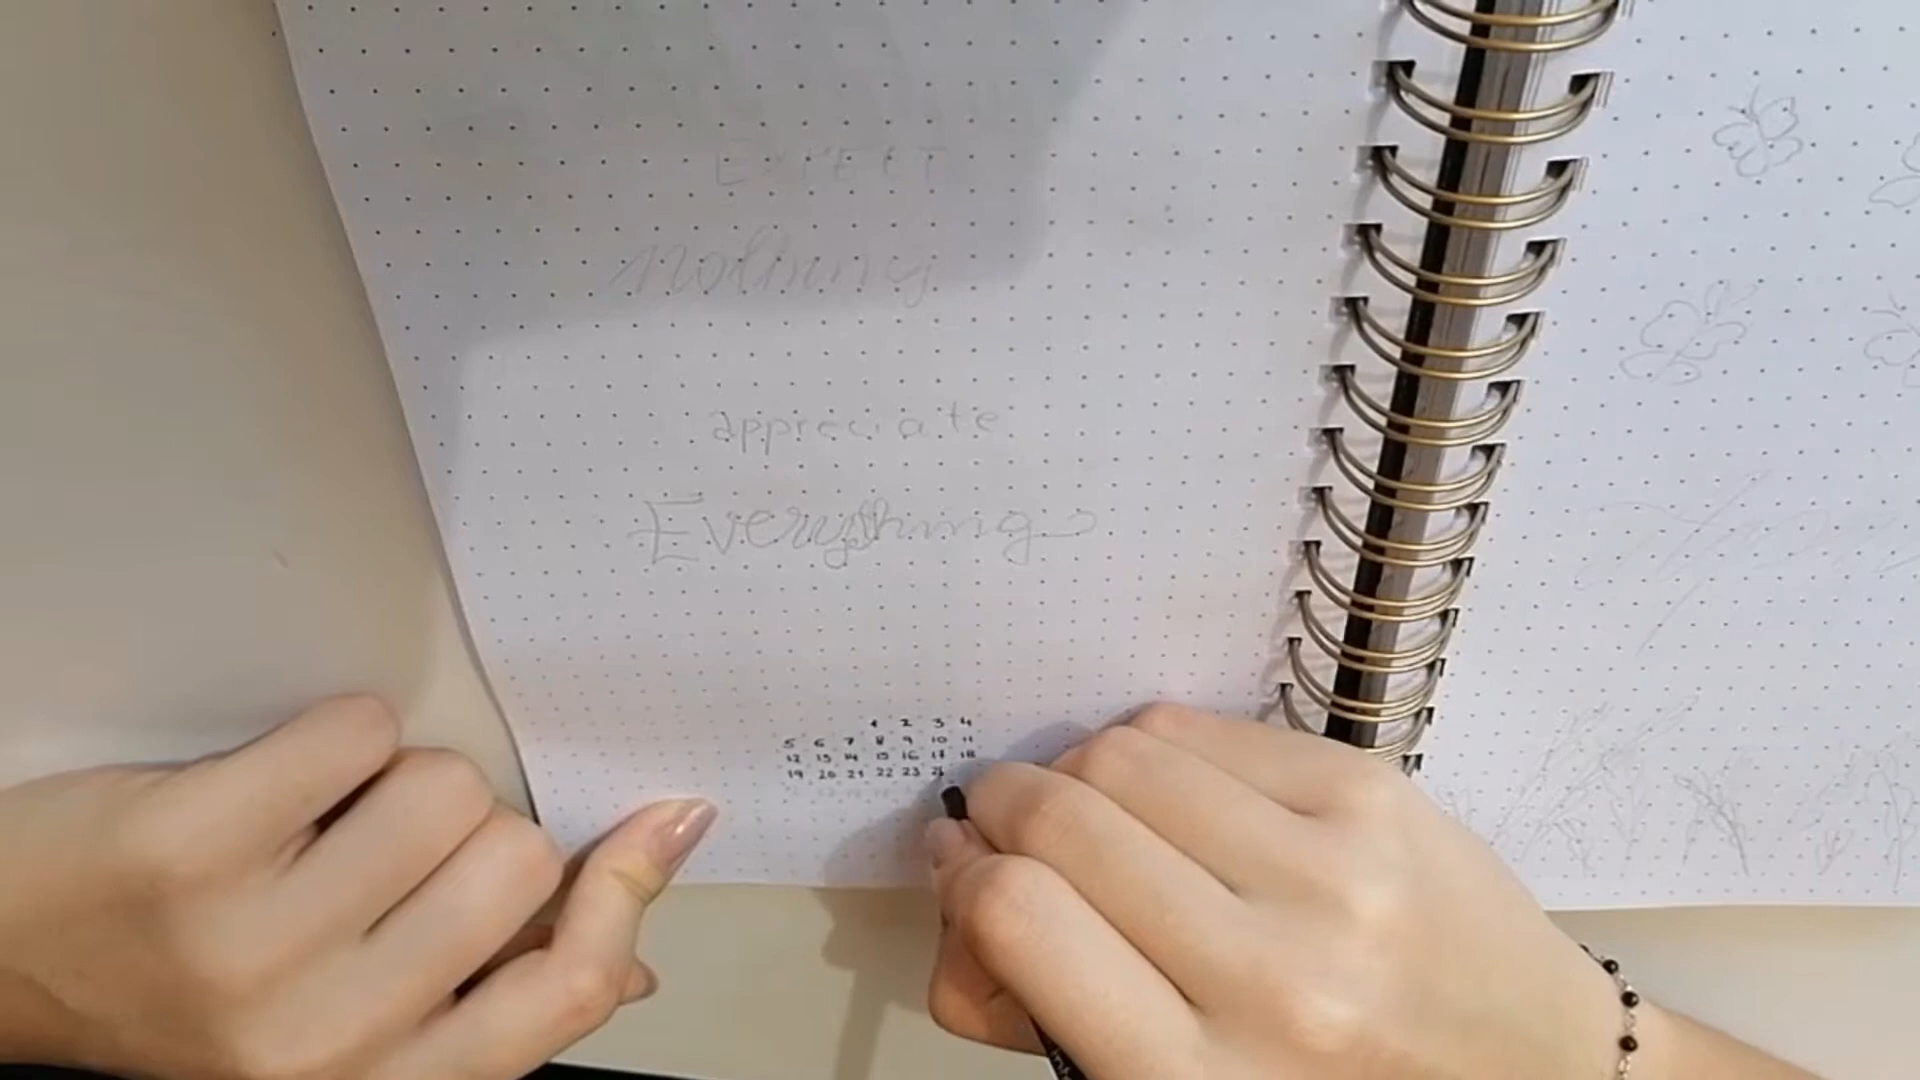 EXPECT
nothing
appreciate
Everything
1 2 3 4
5 6 7 8 9 10 11
12 13 14 15 16 17 18
19 20 21 22 23